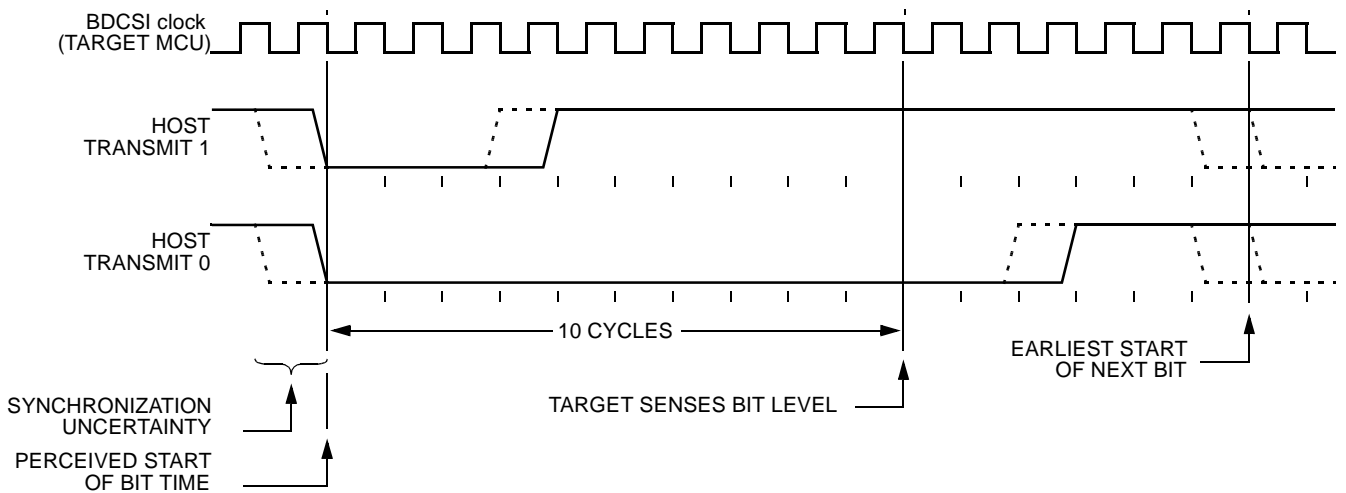 BDCSI clock
(TARGET MCU)
HOST
TRANSMIT 1
HOST
TRANSMIT 0
10 CYCLES
EARLIEST START
OF NEXT BIT
TARGET SENSES BIT LEVEL
SYNCHRONIZATION
UNCERTAINTY
PERCEIVED START
OF BIT TIME